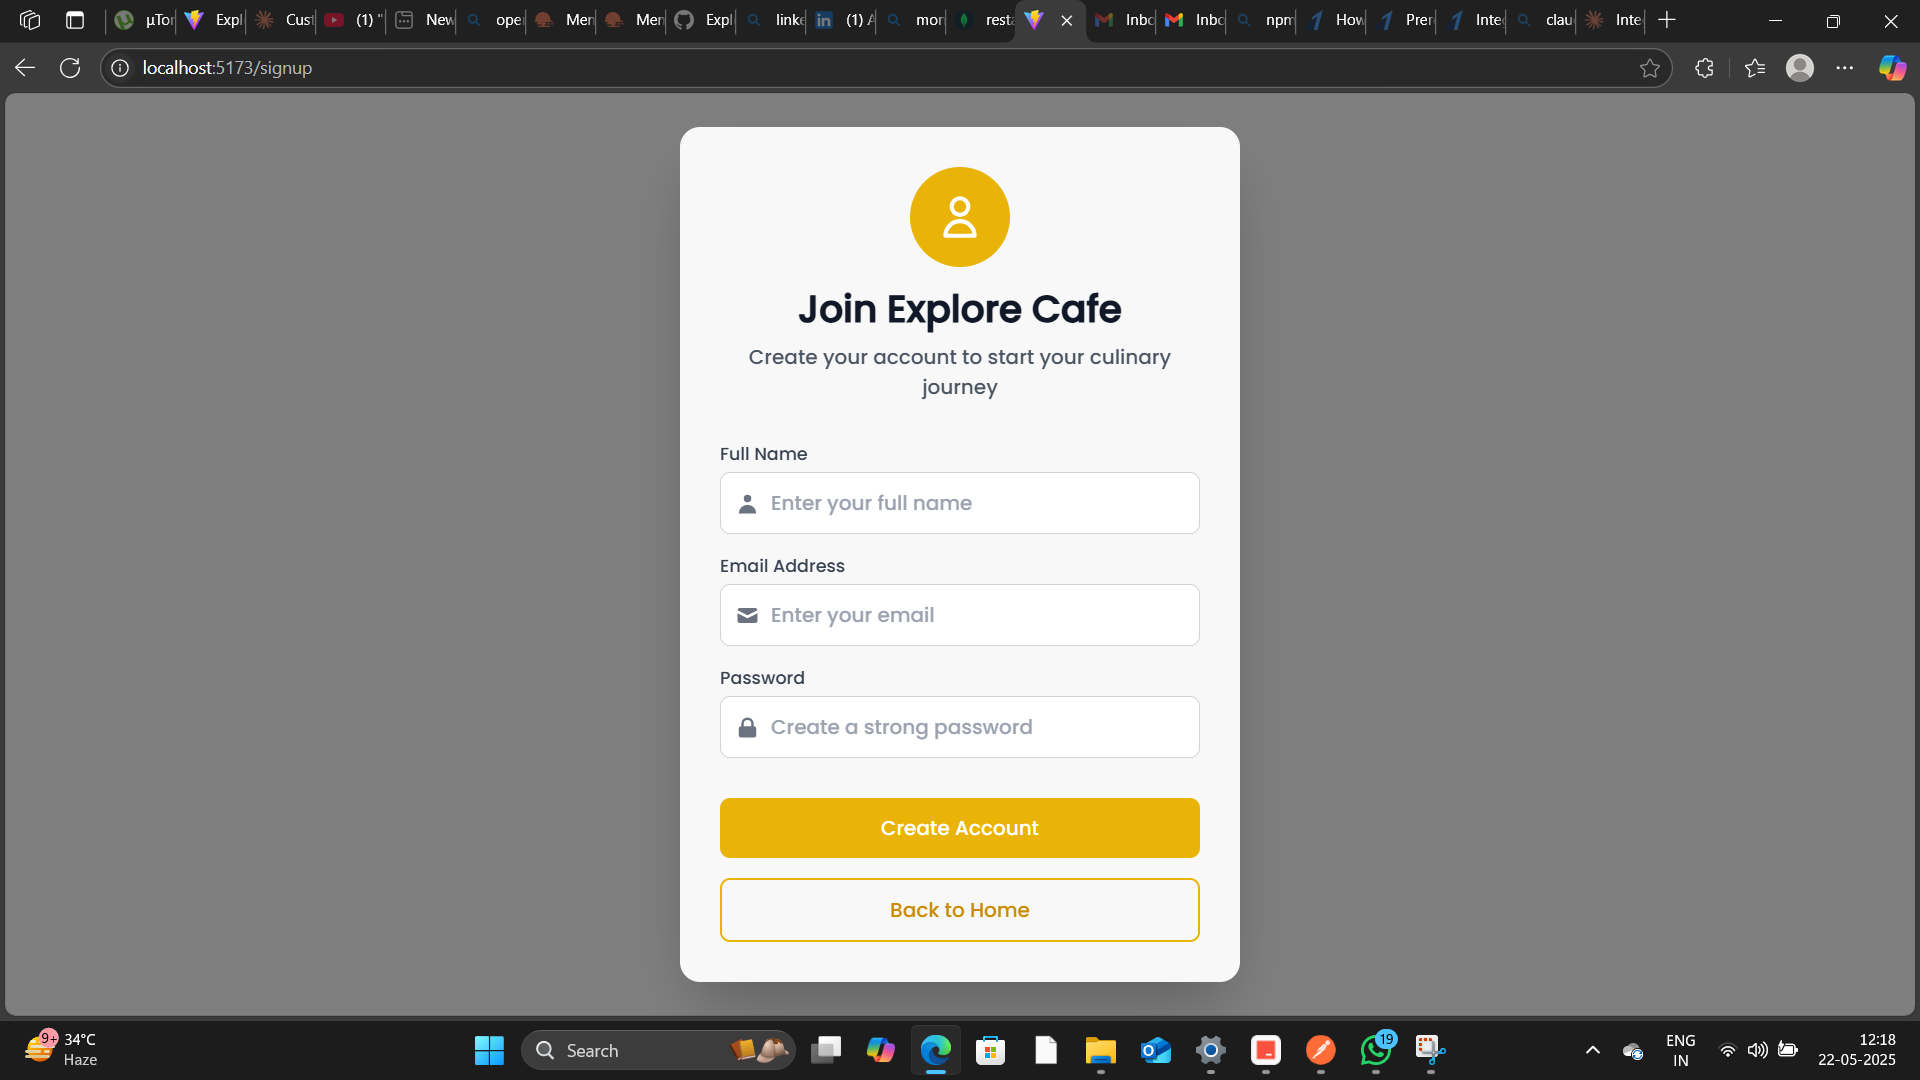 µTor
Expl
Cust
(1) "
New
ope
Mer
Mer
Expl
linke
(1) A
mor
resta
Inbo
Inbo
npm
How
Prer
Inte
clau
Inte
localhost:5173/signup
Join Explore Cafe
Create your account to start your culinary
journey
Full Name
Enter your full name
Email Address
Enter your email
Password
Create a strong password
Create Account
Back to Home
9+
34°C
Haze
Search
19
ENG
IN
12:18
22-05-2025